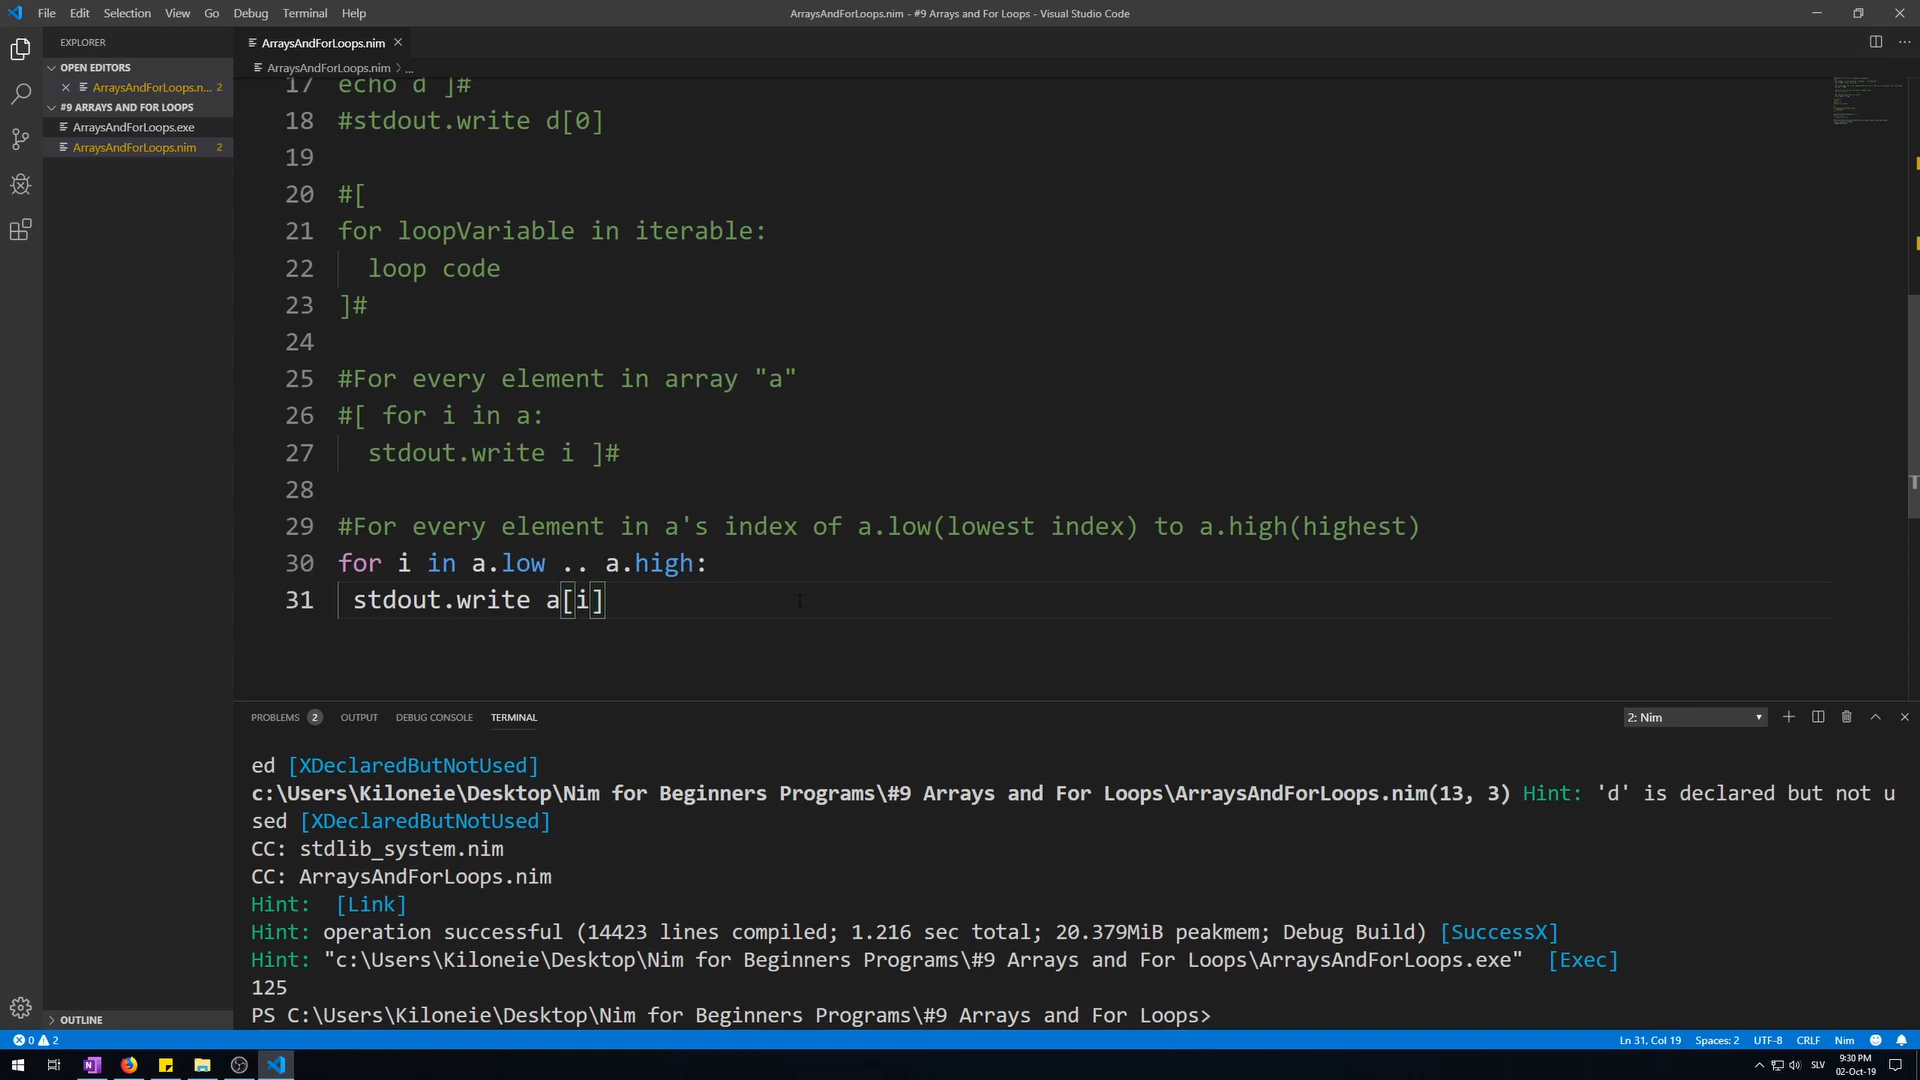 File Edit Selection View Go Debug Terminal Help
ArraysAndForLoops.nim - #9 Arrays and For Loops - Visual Studio Code
EXPLORER
OPEN EDITORS
ArraysAndForLoops.n... 2
#9 ARRAYS AND FOR LOOPS
ArraysAndForLoops.exe
ArraysAndForLoops.nim 2
OUTLINE
ArraysAndForLoops.nim
ArraysAndForLoops.nim > ...
17 echo d ]#
18 #stdout.write d[0]
19
20 #[
21 for loopVariable in iterable:
22 loop code
23 ]#
24
25 #For every element in array "a"
26 #[ for i in a:
27 stdout.write i ]#
28
29 #For every element in a's index of a.low(lowest index) to a.high(highest)
30 for i in a.low .. a.high:
31 stdout.write a[i]
PROBLEMS 2 OUTPUT DEBUG CONSOLE TERMINAL
2: Nim
ed [XDeclaredButNotUsed]
c:\Users\Kiloneie\Desktop\Nim for Beginners Programs\#9 Arrays and For Loops\ArraysAndForLoops.nim(13, 3) Hint: 'd' is declared but not u
sed [XDeclaredButNotUsed]
CC: stdlib_system.nim
CC: ArraysAndForLoops.nim
Hint: [Link]
Hint: operation successful (14423 lines compiled; 1.216 sec total; 20.379MiB peakmem; Debug Build) [SuccessX]
Hint: "c:\Users\Kiloneie\Desktop\Nim for Beginners Programs\#9 Arrays and For Loops\ArraysAndForLoops.exe" [Exec]
125
PS C:\Users\Kiloneie\Desktop\Nim for Beginners Programs\#9 Arrays and For Loops>
0 2
Ln 31, Col 19 Spaces: 2 UTF-8 CRLF Nim
SLV
9:30 PM
02-Oct-19